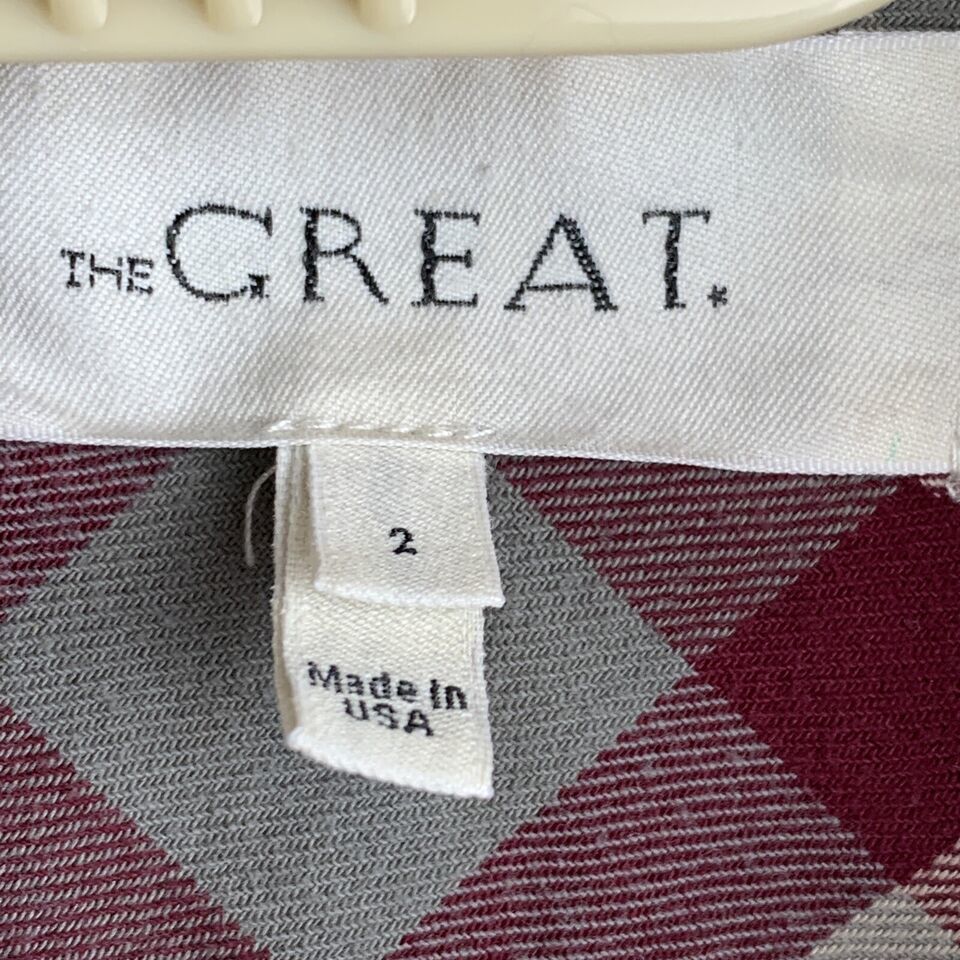 THE GREAT.
2
Made in
USA